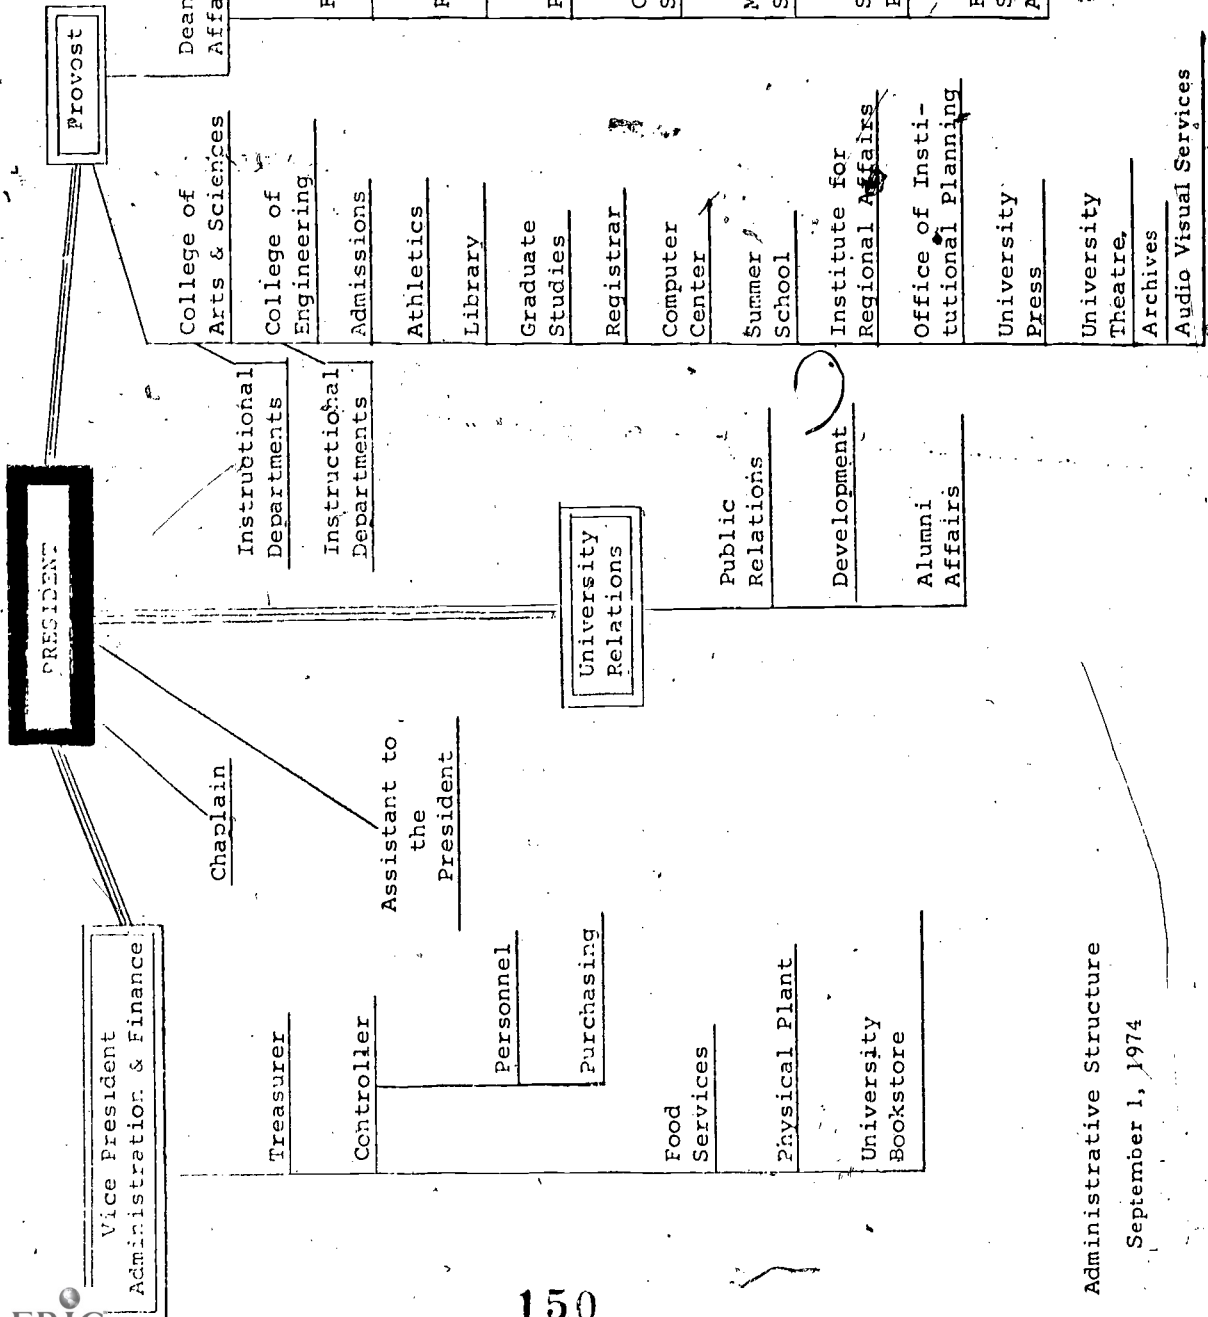 PRESIDENT
Vice President
Administration & Finance
Treasurer
Controller
Personnel
Purchasing
Food
Services
Physical Plant
University
Bookstore
Chaplain
Assistant to
the
President
University
Relations
Public
Relations
Development
Alumni
Affairs
Provost
College of
Arts & Sciences
Instructional
Departments
College of
Engineering
Instructional
Departments
Admissions
Athletics
Library
Graduate
Studies
Registrar
Computer
Center
Summer
School
Institute for
Regional Affairs
Office of Insti-
tutional Planning
University
Press
University
Theatre
Archives
Audio Visual Services
Dean
Administrative Structure
September 1, 1974
150